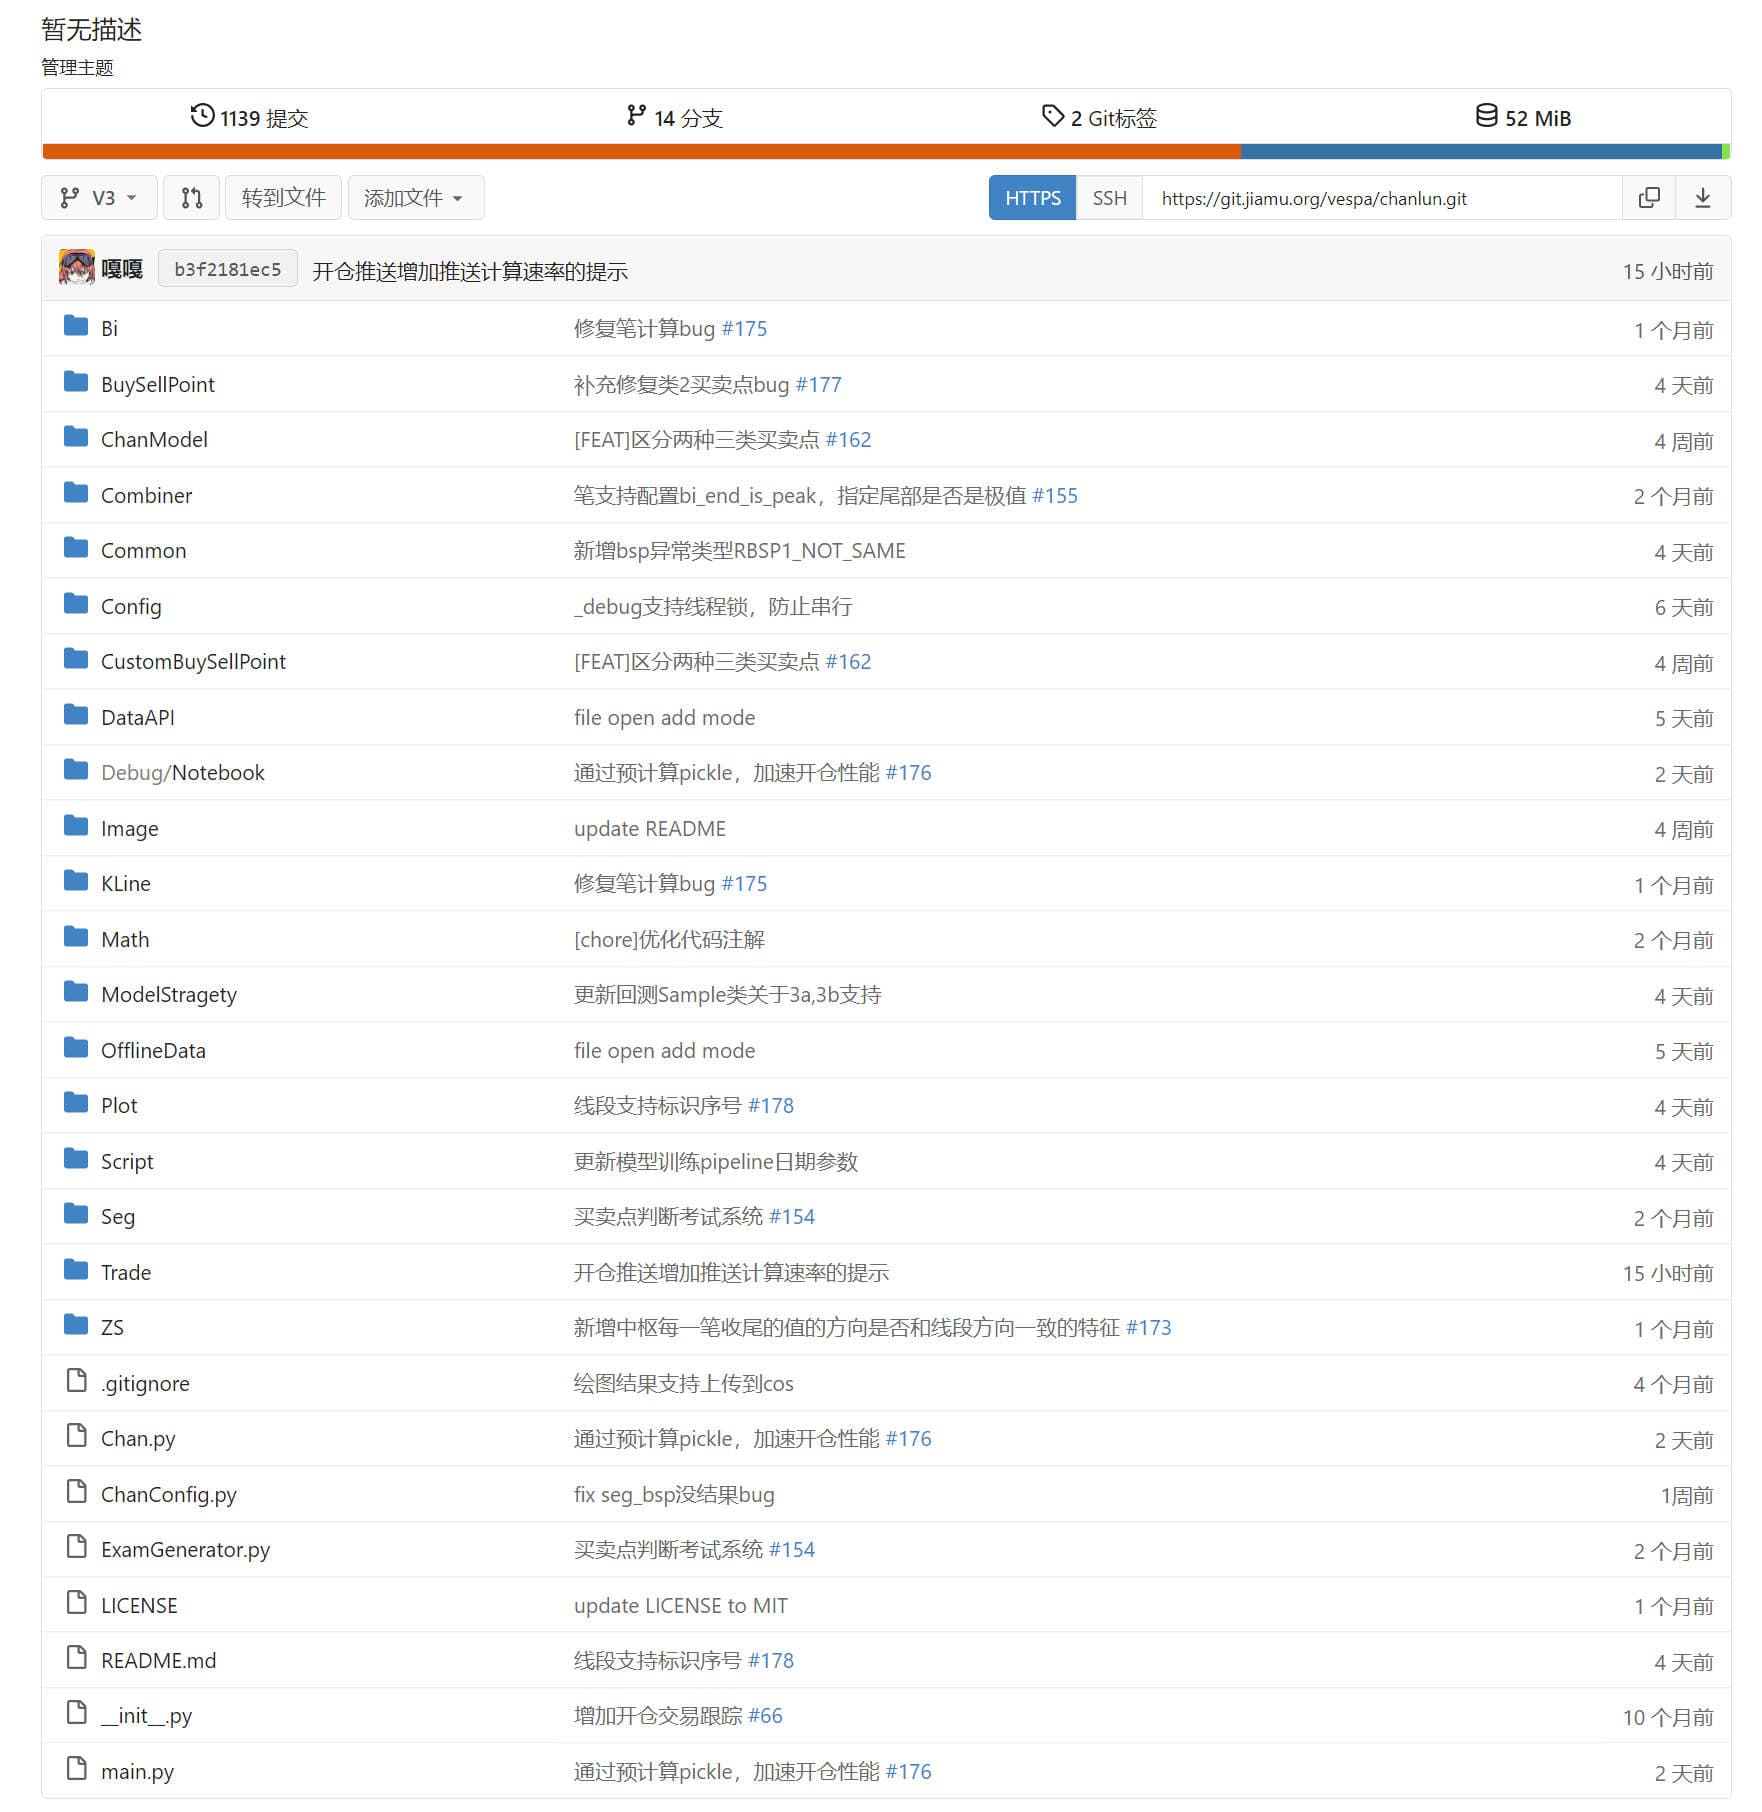 暂无描述
管理主题
1139 提交 14 分支 2 Git标签 52 MiB
V3 转到文件 添加文件 HTTPS SSH https://git.jiamu.org/vespa/chanlun.git
嘎嘎 b3f2181ec5 开仓推送增加推送计算速率的提示 15 小时前
Bi 修复笔计算bug #175 1 个月前
BuySellPoint 补充修复类2买卖点bug #177 4 天前
ChanModel [FEAT]区分两种三类买卖点 #162 4 周前
Combiner 笔支持配置bi_end_is_peak，指定尾部是否是极值 #155 2 个月前
Common 新增bsp异常类型RBSP1_NOT_SAME 4 天前
Config _debug支持线程锁，防止串行 6 天前
CustomBuySellPoint [FEAT]区分两种三类买卖点 #162 4 周前
DataAPI file open add mode 5 天前
Debug/Notebook 通过预计算pickle，加速开仓性能 #176 2 天前
Image update README 4 周前
KLine 修复笔计算bug #175 1 个月前
Math [chore]优化代码注解 2 个月前
ModelStragety 更新回测Sample类关于3a,3b支持 4 天前
OfflineData file open add mode 5 天前
Plot 线段支持标识序号 #178 4 天前
Script 更新模型训练pipeline日期参数 4 天前
Seg 买卖点判断考试系统 #154 2 个月前
Trade 开仓推送增加推送计算速率的提示 15 小时前
ZS 新增中枢每一笔收尾的值的方向是否和线段方向一致的特征 #173 1 个月前
.gitignore 绘图结果支持上传到cos 4 个月前
Chan.py 通过预计算pickle，加速开仓性能 #176 2 天前
ChanConfig.py fix seg_bsp没结果bug 1周前
ExamGenerator.py 买卖点判断考试系统 #154 2 个月前
LICENSE update LICENSE to MIT 1 个月前
README.md 线段支持标识序号 #178 4 天前
__init__.py 增加开仓交易跟踪 #66 10 个月前
main.py 通过预计算pickle，加速开仓性能 #176 2 天前